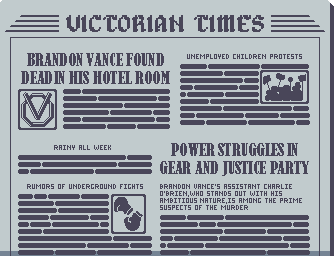 VICTORIAN TIMES
BRANDON VANCE FOUND
DEAD IN HIS HOTEL ROOM
UNEMPLOYED CHILDREN PROTESTS
V
RAINY ALL WEEK
POWER STRUGGLES IN
GEAR AND JUSTICE PARTY
RUMORS OF UNDERGROUND FIGHTS
BRANDON VANCE'S ASSISTANT CHARLIE
O'BRIEN,WHO STANDS OUT WITH HIS
AMBITIOUS NATURE,IS AMONG THE PRIME
SUSPECTS OF THE MURDER